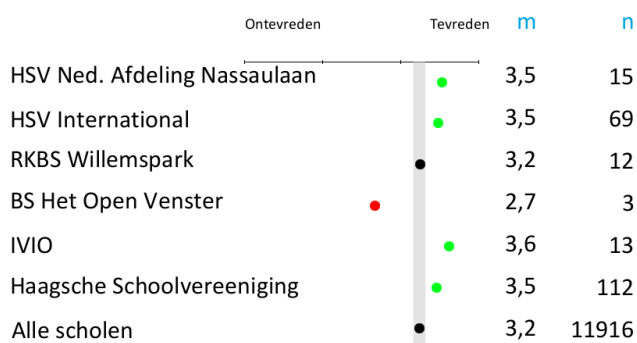 Ontevreden Tevreden m n
HSV Ned. Afdeling Nassaulaan 3,5 15
HSV International 3,5 69
RKBS Willemspark 3,2 12
BS Het Open Venster 2,7 3
IVIO 3,6 13
Haagsche Schoolvereeniging 3,5 112
Alle scholen 3,2 11916